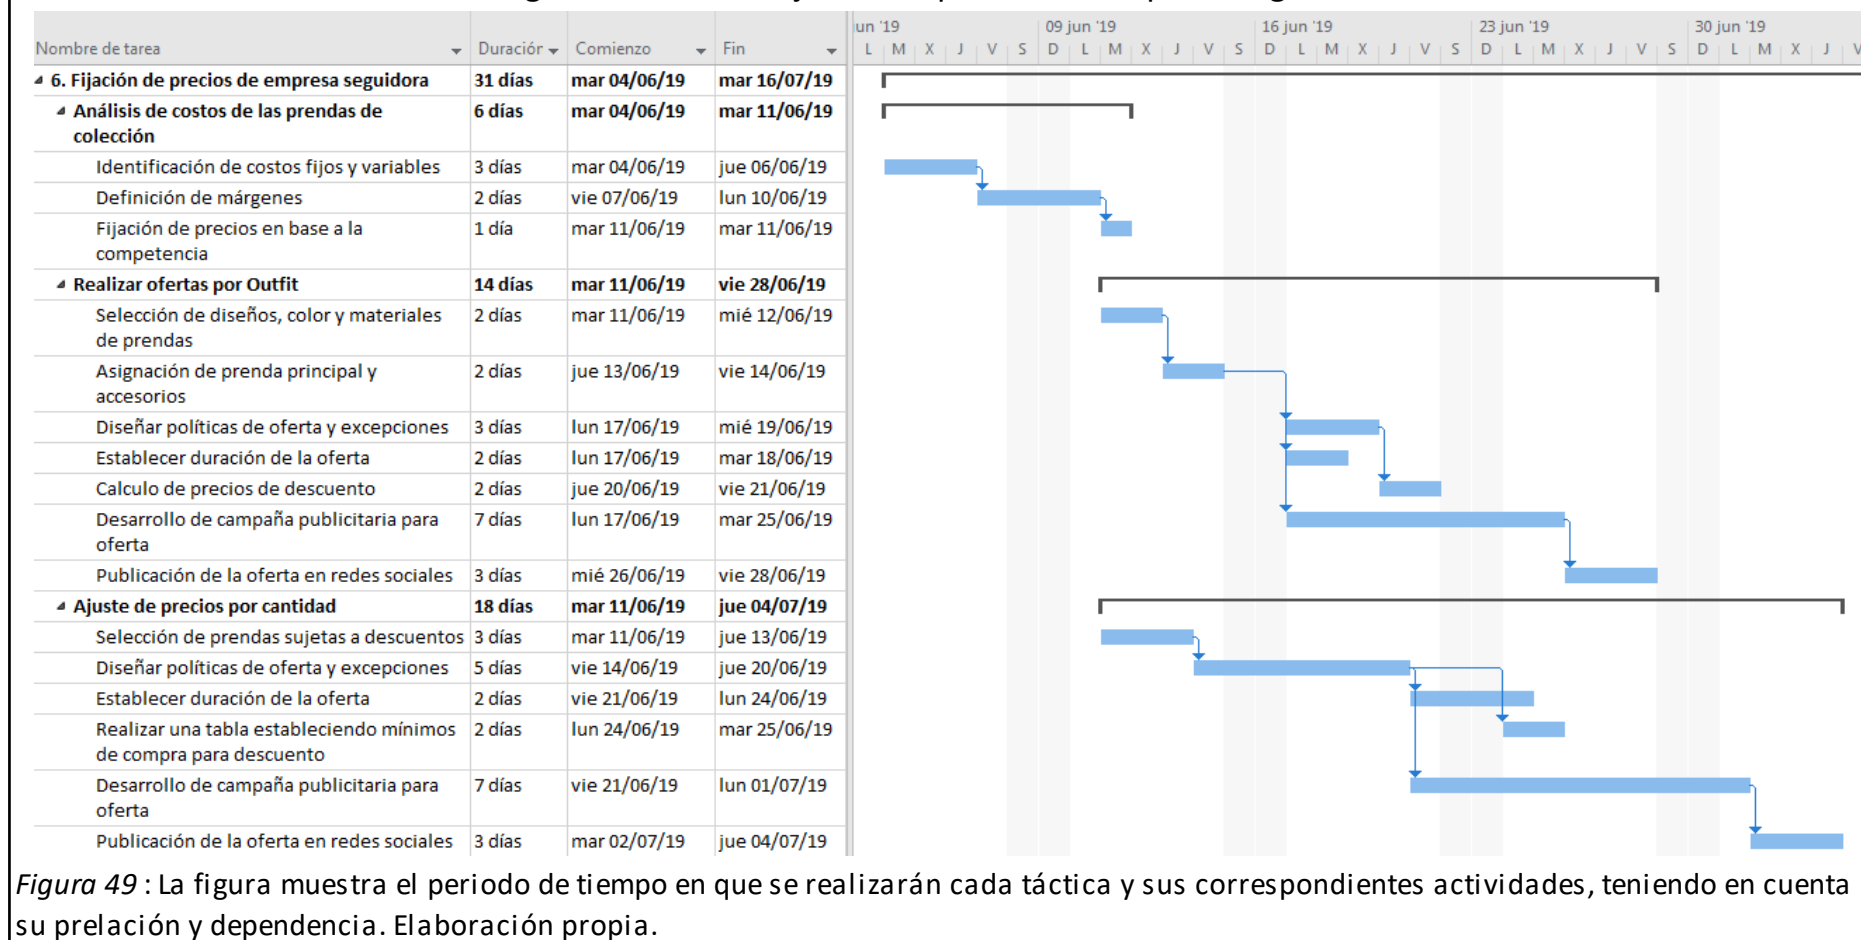 un '19 09 jun '19 16 jun '19 23 jun '19 30 jun '19
Nombre de tarea Duración Comienzo Fin L M X J V S D L M X J V S D L M X J V S D L M X J V S D L M X J V
6. Fijación de precios de empresa seguidora 31 días mar 04/06/19 mar 16/07/19
Análisis de costos de las prendas de 6 días mar 04/06/19 mar 11/06/19
colección
Identificación de costos fijos y variables 3 días mar 04/06/19 jue 06/06/19
Definición de márgenes 2 días vie 07/06/19 lun 10/06/19
Fijación de precios en base a la 1 día mar 11/06/19 mar 11/06/19
competencia
Realizar ofertas por Outfit 14 días mar 11/06/19 vie 28/06/19
Selección de diseños, color y materiales 2 días mar 11/06/19 mié 12/06/19
de prendas
Asignación de prenda principal y 2 días jue 13/06/19 vie 14/06/19
accesorios
Diseñar políticas de oferta y excepciones 3 días lun 17/06/19 mié 19/06/19
Establecer duración de la oferta 2 días lun 17/06/19 mar 18/06/19
Calculo de precios de descuento 2 días jue 20/06/19 vie 21/06/19
Desarrollo de campaña publicitaria para 7 días lun 17/06/19 mar 25/06/19
oferta
Publicación de la oferta en redes sociales 3 días mié 26/06/19 vie 28/06/19
Ajuste de precios por cantidad 18 días mar 11/06/19 jue 04/07/19
Selección de prendas sujetas a descuentos 3 días mar 11/06/19 jue 13/06/19
Diseñar políticas de oferta y excepciones 5 días vie 14/06/19 jue 20/06/19
Establecer duración de la oferta 2 días vie 21/06/19 lun 24/06/19
Realizar una tabla estableciendo mínimos 2 días lun 24/06/19 mar 25/06/19
de compra para descuento
Desarrollo de campaña publicitaria para 7 días vie 21/06/19 lun 01/07/19
oferta
Publicación de la oferta en redes sociales 3 días mar 02/07/19 jue 04/07/19
Figura 49 : La figura muestra el periodo de tiempo en que se realizarán cada táctica y sus correspondientes actividades, teniendo en cuenta
su prelación y dependencia. Elaboración propia.